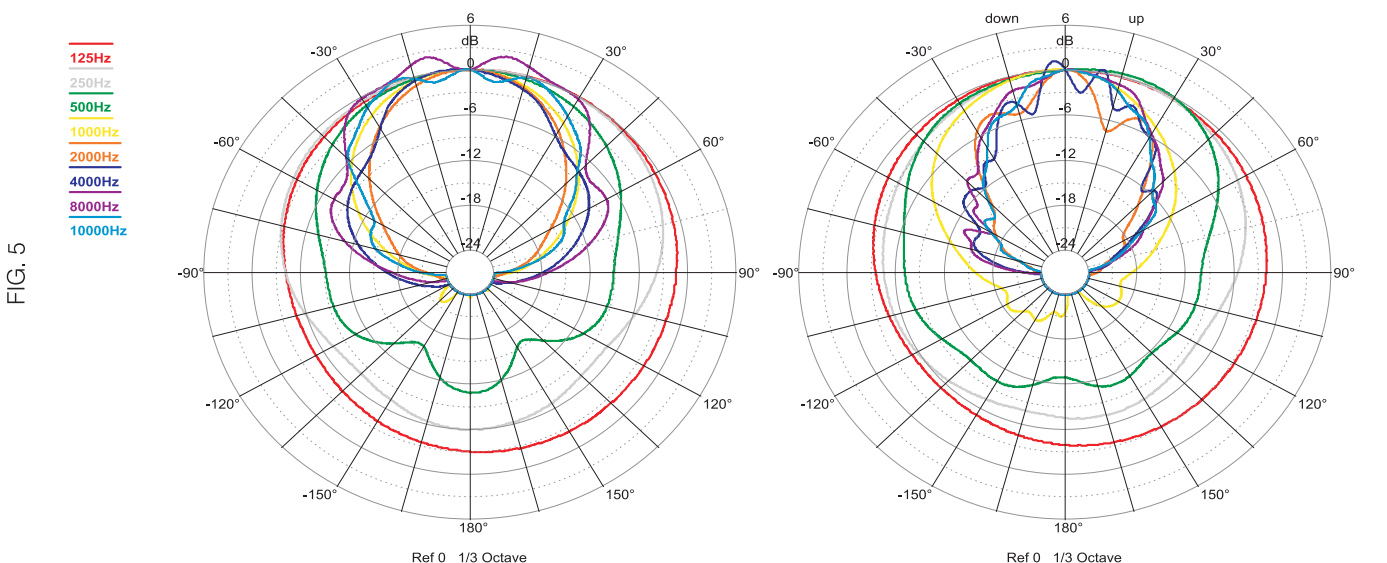 FIG. 5
125Hz
250Hz
500Hz
1000Hz
2000Hz
4000Hz
8000Hz
10000Hz
6
dB
0
-6
-12
-18
-24
-30°
30°
-60°
60°
-90°
90°
-120°
120°
-150°
150°
180°
Ref 0 1/3 Octave
down
6
up
dB
0
-6
-12
-18
-24
-30°
30°
-60°
60°
-90°
90°
-120°
120°
-150°
150°
180°
Ref 0 1/3 Octave